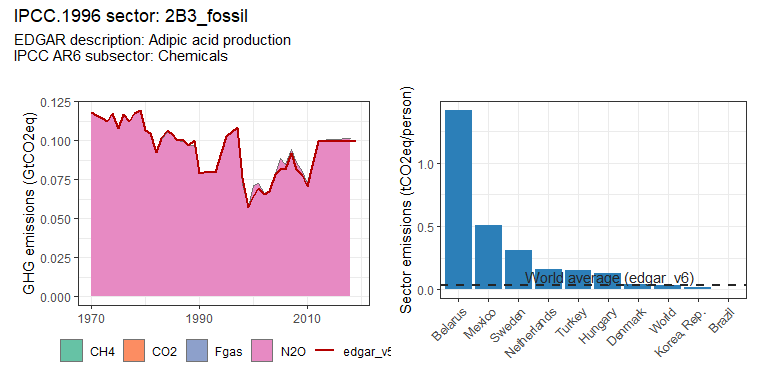 IPCC.1996 sector: 2B3_fossil
EDGAR description: Adipic acid production
IPCC AR6 subsector: Chemicals
GHG emissions (GtCO2eq)
0.125
0.100
0.075
0.050
0.025
0.000
1970
1990
2010
CH4
CO2
Fgas
N2O
edgar_v5
Sector emissions (tCO2eq/person)
1.0
0.5
0.0
World average (edgar_v6)
Belarus
Mexico
Sweden
Netherlands
Turkey
Hungary
Denmark
World
Korea, Rep.
Brazil